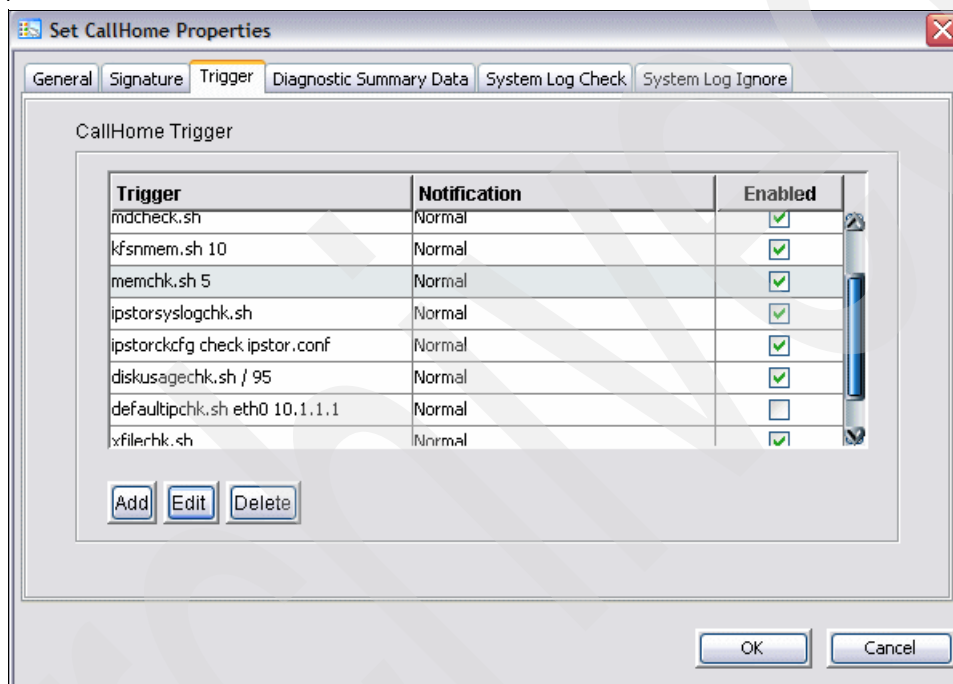 Set CallHome Properties
General Signature Trigger Diagnostic Summary Data System Log Check System Log Ignore
CallHome Trigger
Trigger Notification Enabled
mdcheck.sh Normal
kfsnmem.sh 10 Normal
memchk.sh 5 Normal
ipstorsyslogchk.sh Normal
ipstorckcfg check ipstor.conf Normal
diskusagechk.sh / 95 Normal
defaultipchk.sh eth0 10.1.1.1 Normal
xfilechk.sh Normal
Add Edit Delete
OK Cancel